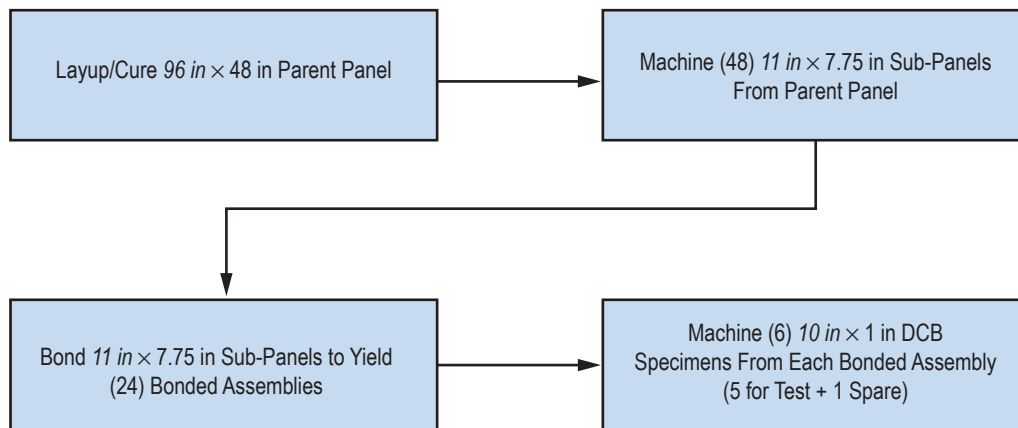 Layup/Cure 96 in × 48 in Parent Panel
Machine (48) 11 in × 7.75 in Sub-Panels
From Parent Panel
Bond 11 in × 7.75 in Sub-Panels to Yield
(24) Bonded Assemblies
Machine (6) 10 in × 1 in DCB
Specimens From Each Bonded Assembly
(5 for Test + 1 Spare)